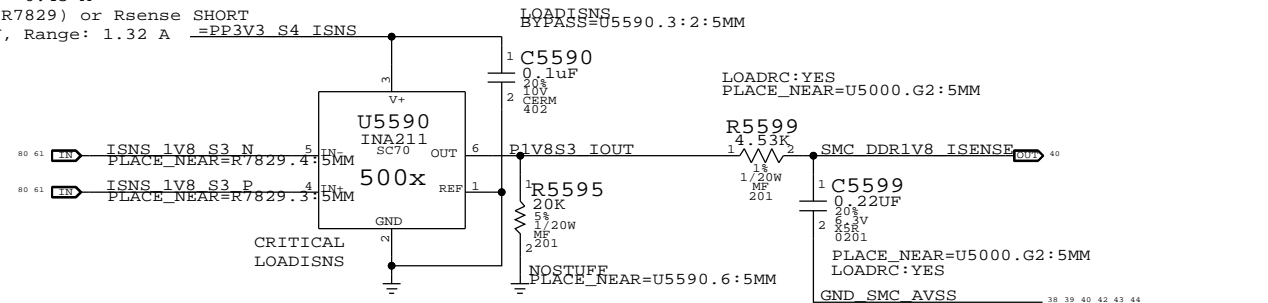 R7829) or Rsense SHORT
, Range: 1.32 A
=PP3V3_S4_ISNS
LOADISNS
BYPASS=U5590.3:2:5MM
1
C5590
0.1uF
20%
10V
CERM
402
2
3
V+
U5590
INA211
SC70
500x
LOADRC:YES
PLACE_NEAR=U5000.G2:5MM
R5599
4.53K
1
2
1%
1/20W
MF
201
80 61
IN
ISNS_1V8_S3_N
PLACE_NEAR=R7829.4:5MM
5
IN-
OUT
6
P1V8S3_IOUT
SMC_DDR1V8_ISENSE
OUT
40
80 61
IN
ISNS_1V8_S3_P
PLACE_NEAR=R7829.3:5MM
4
IN+
REF
1
1
R5595
20K
5%
1/20W
MF
201
2
1
C5599
0.22UF
20%
6.3V
X5R
0201
2
GND
2
CRITICAL
LOADISNS
NOSTUFF
PLACE_NEAR=U5590.6:5MM
PLACE_NEAR=U5000.G2:5MM
LOADRC:YES
GND_SMC_AVSS
38 39 40 42 43 44